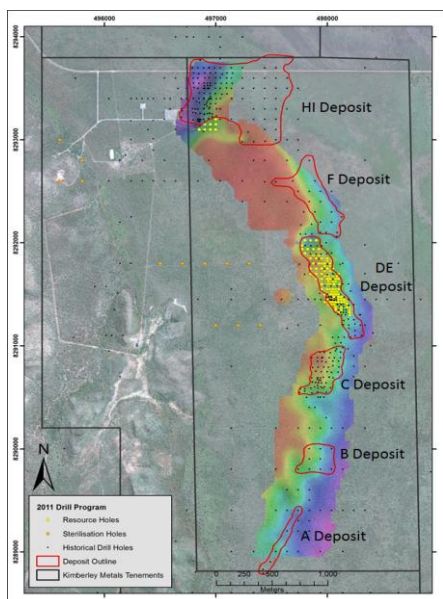 496000 497000 498000
8294000
HI Deposit
8293000
F Deposit
8292000
DE
Deposit
8291000
C Deposit
8290000
B Deposit
N
A Deposit
8289000
2011 Drill Program
Resource Holes
Sterilisation Holes
Historical Drill Holes
Deposit Outline
Kimberley Metals Tenements
0 250 500 1,000
Meters